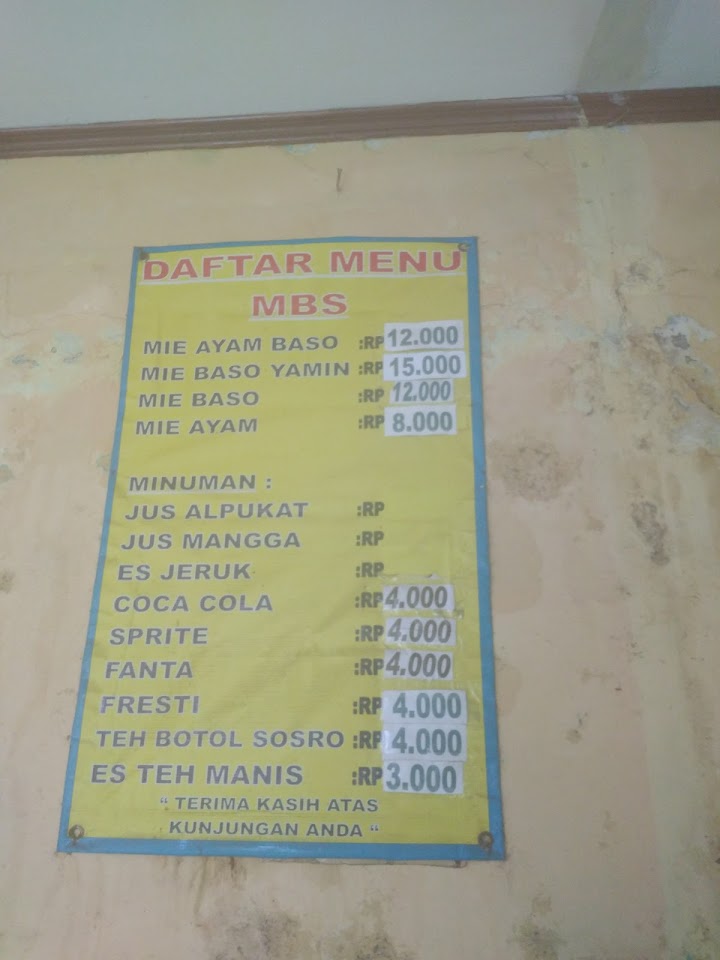 DAFTAR MENU
MBS
MIE AYAM BASO :RP 12.000
MIE BASO YAMIN :RP 15.000
MIE BASO :RP 12.000
MIE AYAM :RP 8.000
MINUMAN :
JUS ALPUKAT :RP
JUS MANGGA :RP
ES JERUK :RP
COCA COLA :RP 4.000
SPRITE :RP 4.000
FANTA :RP 4.000
FRESTI :RP 4.000
TEH BOTOL SOSRO :RP 4.000
ES TEH MANIS :RP 3.000
“ TERIMA KASIH ATAS
KUNJUNGAN ANDA “